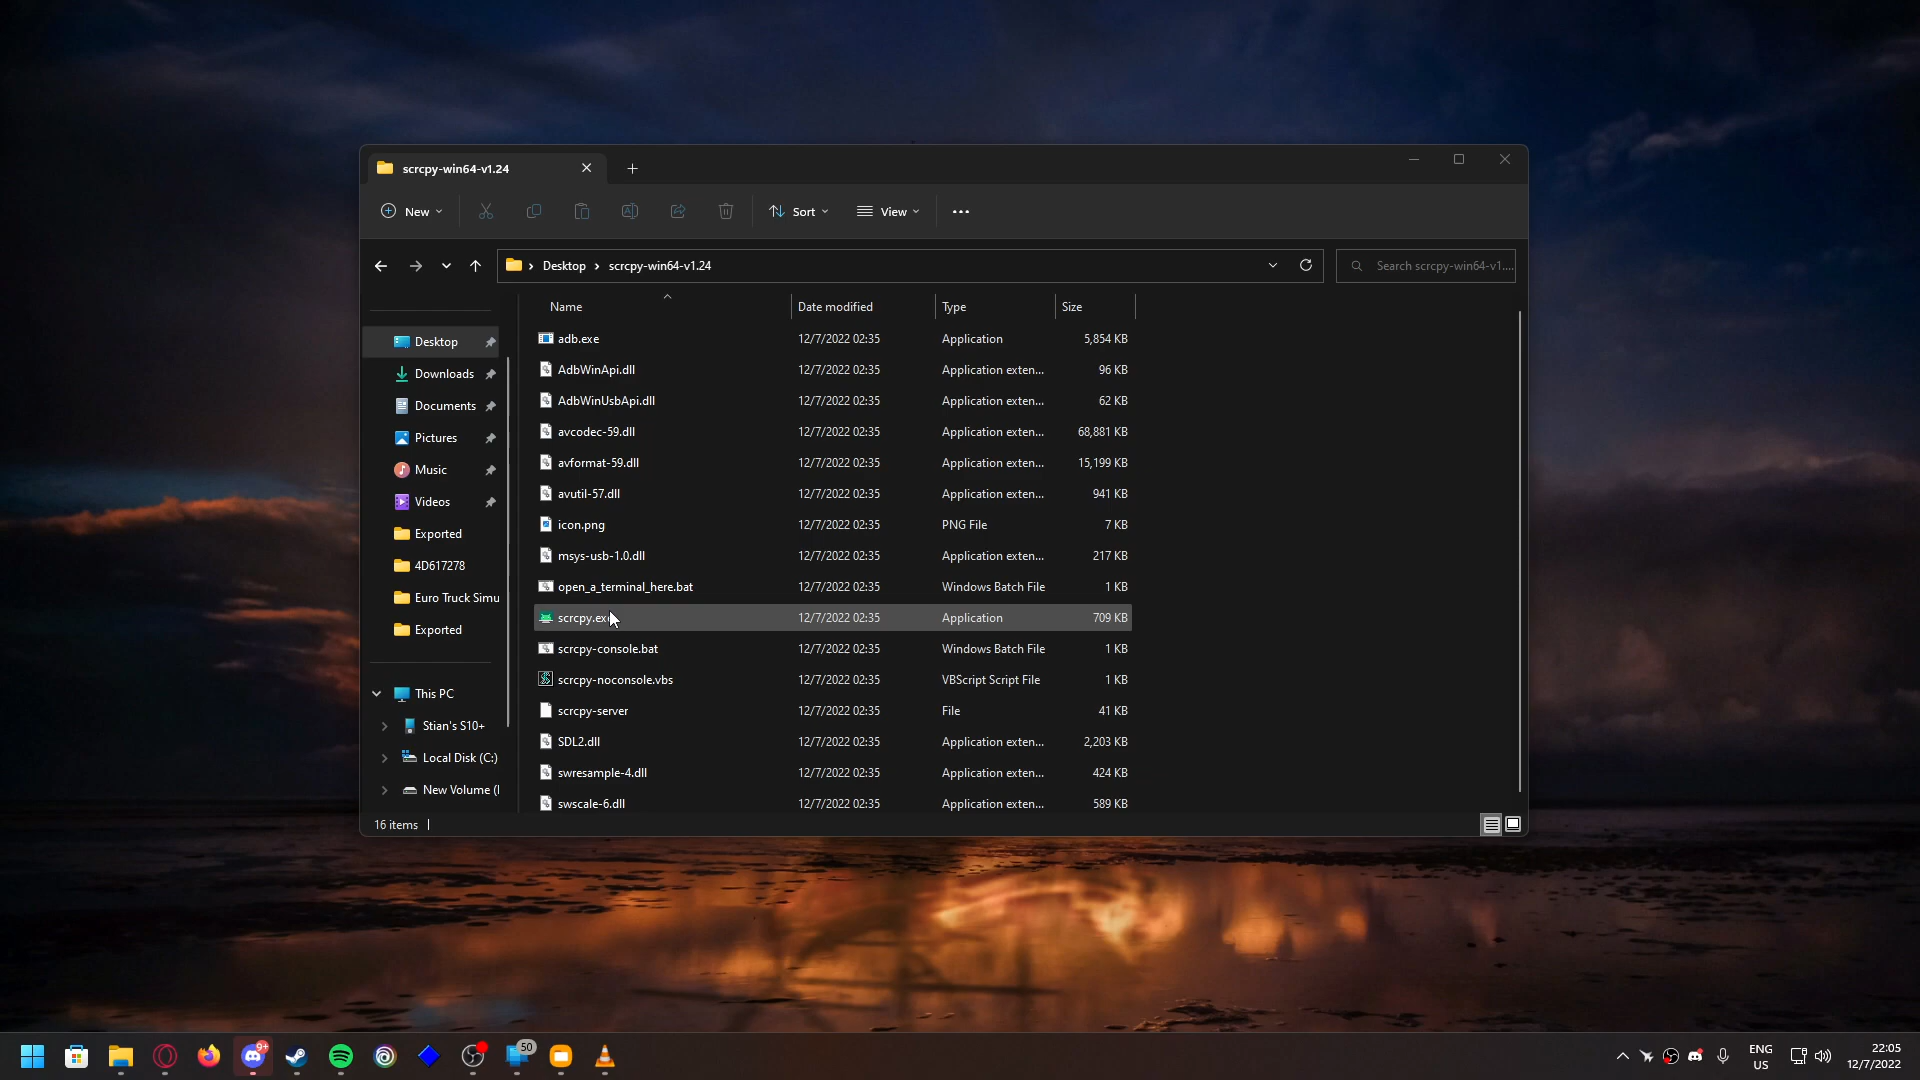 scrcpy-win64-v1.24
New
Sort
View
Desktop
scrcpy-win64-v1.24
Search scrcpy-win64-v1....
Name
Date modified
Type
Size
Desktop
Downloads
Documents
Pictures
Music
Videos
Exported
4D617278
Euro Truck Simu
Exported
This PC
Stian's S10+
Local Disk (C:)
New Volume (
adb.exe 12/7/2022 02:35 Application 5,854 KB
AdbWinApi.dll 12/7/2022 02:35 Application exten... 96 KB
AdbWinUsbApi.dll 12/7/2022 02:35 Application exten... 62 KB
avcodec-59.dll 12/7/2022 02:35 Application exten... 68,881 KB
avformat-59.dll 12/7/2022 02:35 Application exten... 15,199 KB
avutil-57.dll 12/7/2022 02:35 Application exten... 941 KB
icon.png 12/7/2022 02:35 PNG File 7 KB
msys-usb-1.0.dll 12/7/2022 02:35 Application exten... 217 KB
open_a_terminal_here.bat 12/7/2022 02:35 Windows Batch File 1 KB
scrcpy.exe 12/7/2022 02:35 Application 709 KB
scrcpy-console.bat 12/7/2022 02:35 Windows Batch File 1 KB
scrcpy-noconsole.vbs 12/7/2022 02:35 VBScript Script File 1 KB
scrcpy-server 12/7/2022 02:35 File 41 KB
SDL2.dll 12/7/2022 02:35 Application exten... 2,203 KB
swresample-4.dll 12/7/2022 02:35 Application exten... 424 KB
swscale-6.dll 12/7/2022 02:35 Application exten... 589 KB
16 items
9+
50
ENG
US
22:05
12/7/2022